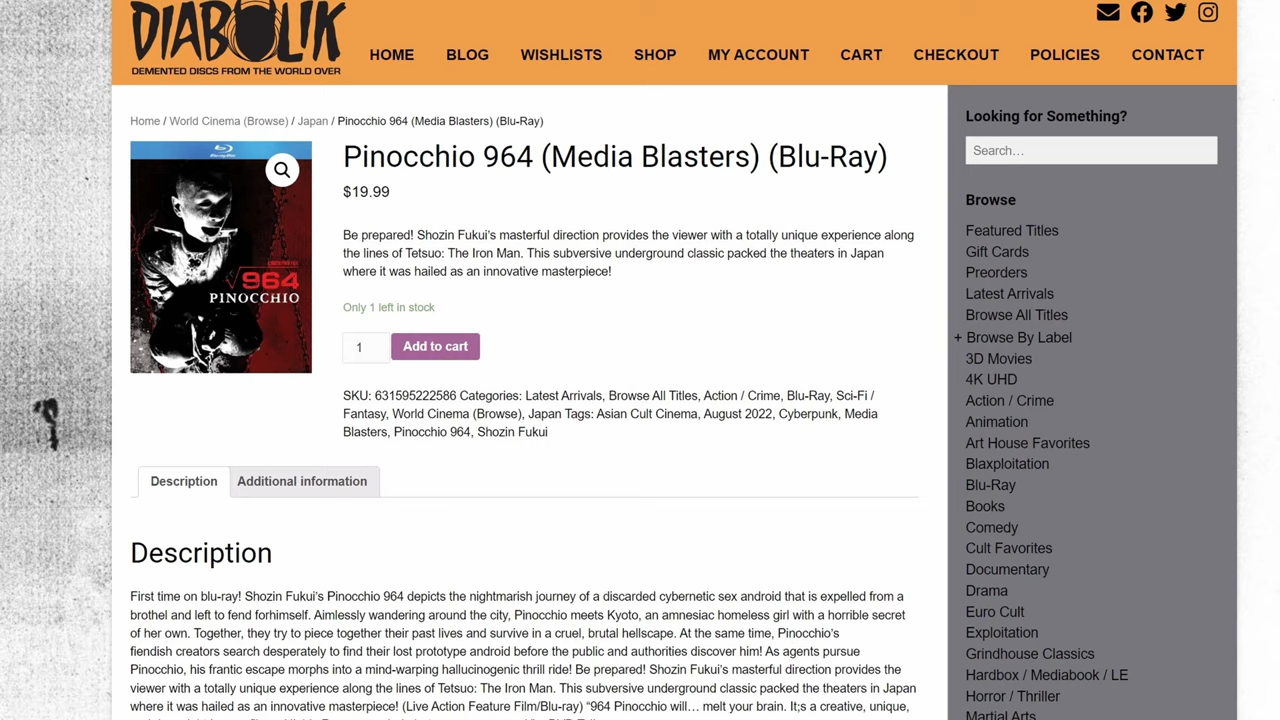 DIABOLIK
DEMENTED DISCS FROM THE WORLD OVER
HOME BLOG WISHLISTS SHOP MY ACCOUNT CART CHECKOUT POLICIES CONTACT
Home / World Cinema (Browse) / Japan / Pinocchio 964 (Media Blasters) (Blu-Ray)
964
PINOCCHIO
Pinocchio 964 (Media Blasters) (Blu-Ray)
$19.99
Be prepared! Shozin Fukui's masterful direction provides the viewer with a totally unique experience along
the lines of Tetsuo: The Iron Man. This subversive underground classic packed the theaters in Japan
where it was hailed as an innovative masterpiece!
Only 1 left in stock
1
Add to cart
SKU: 631595222586 Categories: Latest Arrivals, Browse All Titles, Action / Crime, Blu-Ray, Sci-Fi /
Fantasy, World Cinema (Browse), Japan Tags: Asian Cult Cinema, August 2022, Cyberpunk, Media
Blasters, Pinocchio 964, Shozin Fukui
Description Additional information
Description
First time on blu-ray! Shozin Fukui's Pinocchio 964 depicts the nightmarish journey of a discarded cybernetic sex android that is expelled from a
brothel and left to fend forhimself. Aimlessly wandering around the city, Pinocchio meets Kyoto, an amnesiac homeless girl with a horrible secret
of her own. Together, they try to piece together their past lives and survive in a cruel, brutal hellscape. At the same time, Pinocchio's
fiendish creators search desperately to find their lost prototype android before the public and authorities discover him! As agents pursue
Pinocchio, his frantic escape morphs into a mind-warping hallucinogenic thrill ride! Be prepared! Shozin Fukui's masterful direction provides the
viewer with a totally unique experience along the lines of Tetsuo: The Iron Man. This subversive underground classic packed the theaters in Japan
where it was hailed as an innovative masterpiece! (Live Action Feature Film/Blu-ray) “964 Pinocchio will… melt your brain. It;s a creative, unique,
Looking for Something?
Search…
Browse
Featured Titles
Gift Cards
Preorders
Latest Arrivals
Browse All Titles
+ Browse By Label
3D Movies
4K UHD
Action / Crime
Animation
Art House Favorites
Blaxploitation
Blu-Ray
Books
Comedy
Cult Favorites
Documentary
Drama
Euro Cult
Exploitation
Grindhouse Classics
Hardbox / Mediabook / LE
Horror / Thriller
Martial Arts